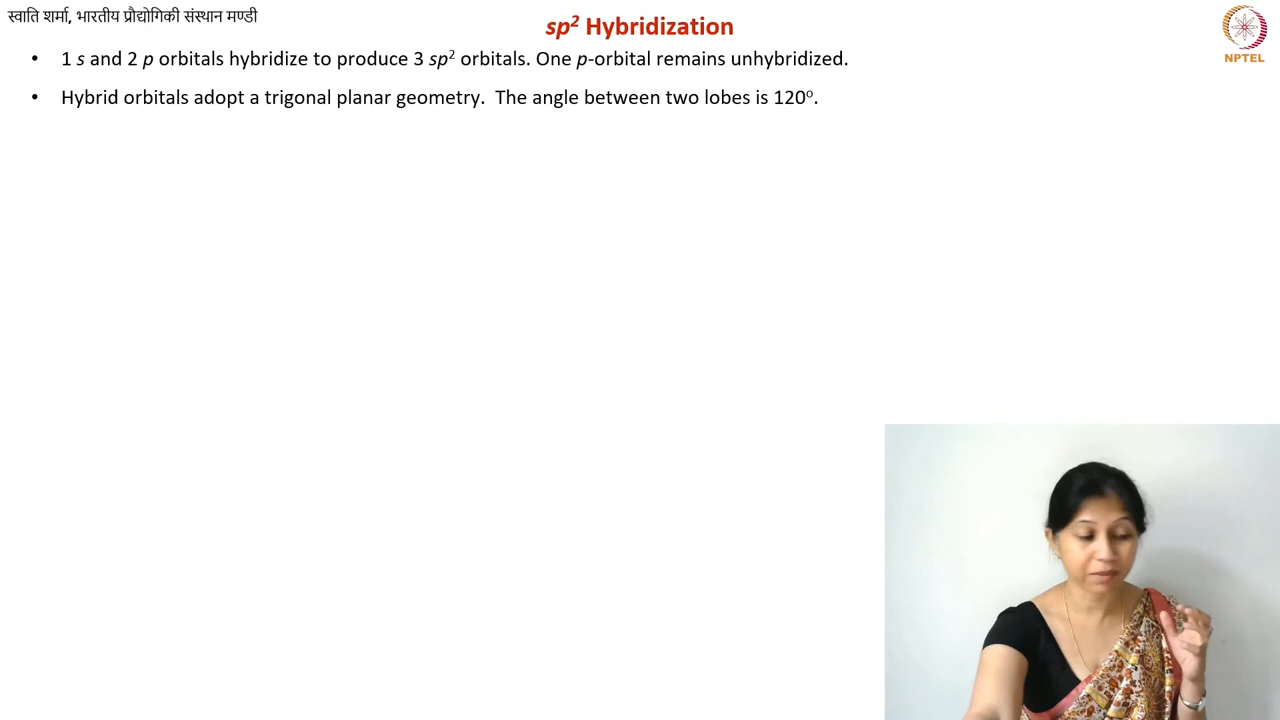 स्वाति शर्मा, भारतीय प्रौद्योगिकी संस्थान मण्डी
sp² Hybridization
NPTEL
• 1 s and 2 p orbitals hybridize to produce 3 sp² orbitals. One p-orbital remains unhybridized.
• Hybrid orbitals adopt a trigonal planar geometry.  The angle between two lobes is 120º.